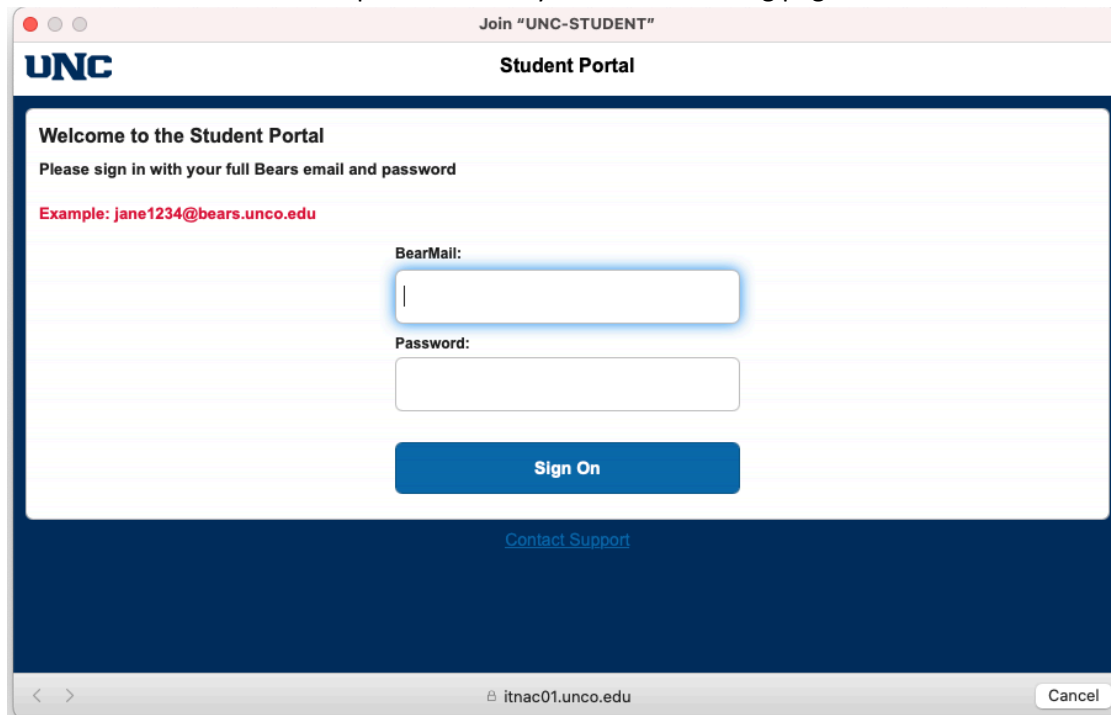 Join “UNC-STUDENT”
UNC
Student Portal
Welcome to the Student Portal
Please sign in with your full Bears email and password
Example: jane1234@bears.unco.edu
BearMail:
Password:
Sign On
Contact Support
itnac01.unco.edu
Cancel